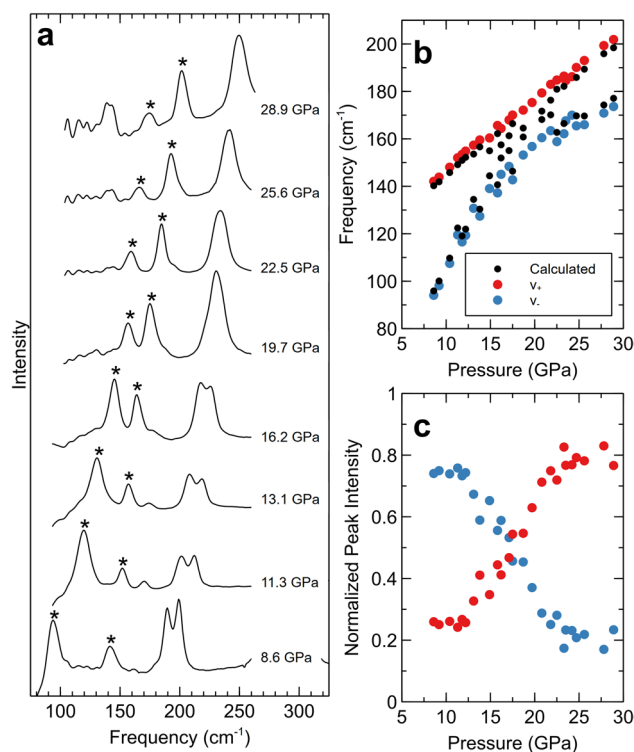 a
*
*
28.9 GPa
*
*
25.6 GPa
*
*
22.5 GPa
*
*
19.7 GPa
*
*
16.2 GPa
*
*
13.1 GPa
*
*
11.3 GPa
*
*
8.6 GPa
Intensity
100 150 200 250 300
Frequency (cm-1)
b
200
180
160
140
120
100
80
Frequency (cm-1)
Calculated
ν+
ν-
5 10 15 20 25 30
Pressure (GPa)
c
1
0.8
0.6
0.4
0.2
0
Normalized Peak Intensity
5 10 15 20 25 30
Pressure (GPa)